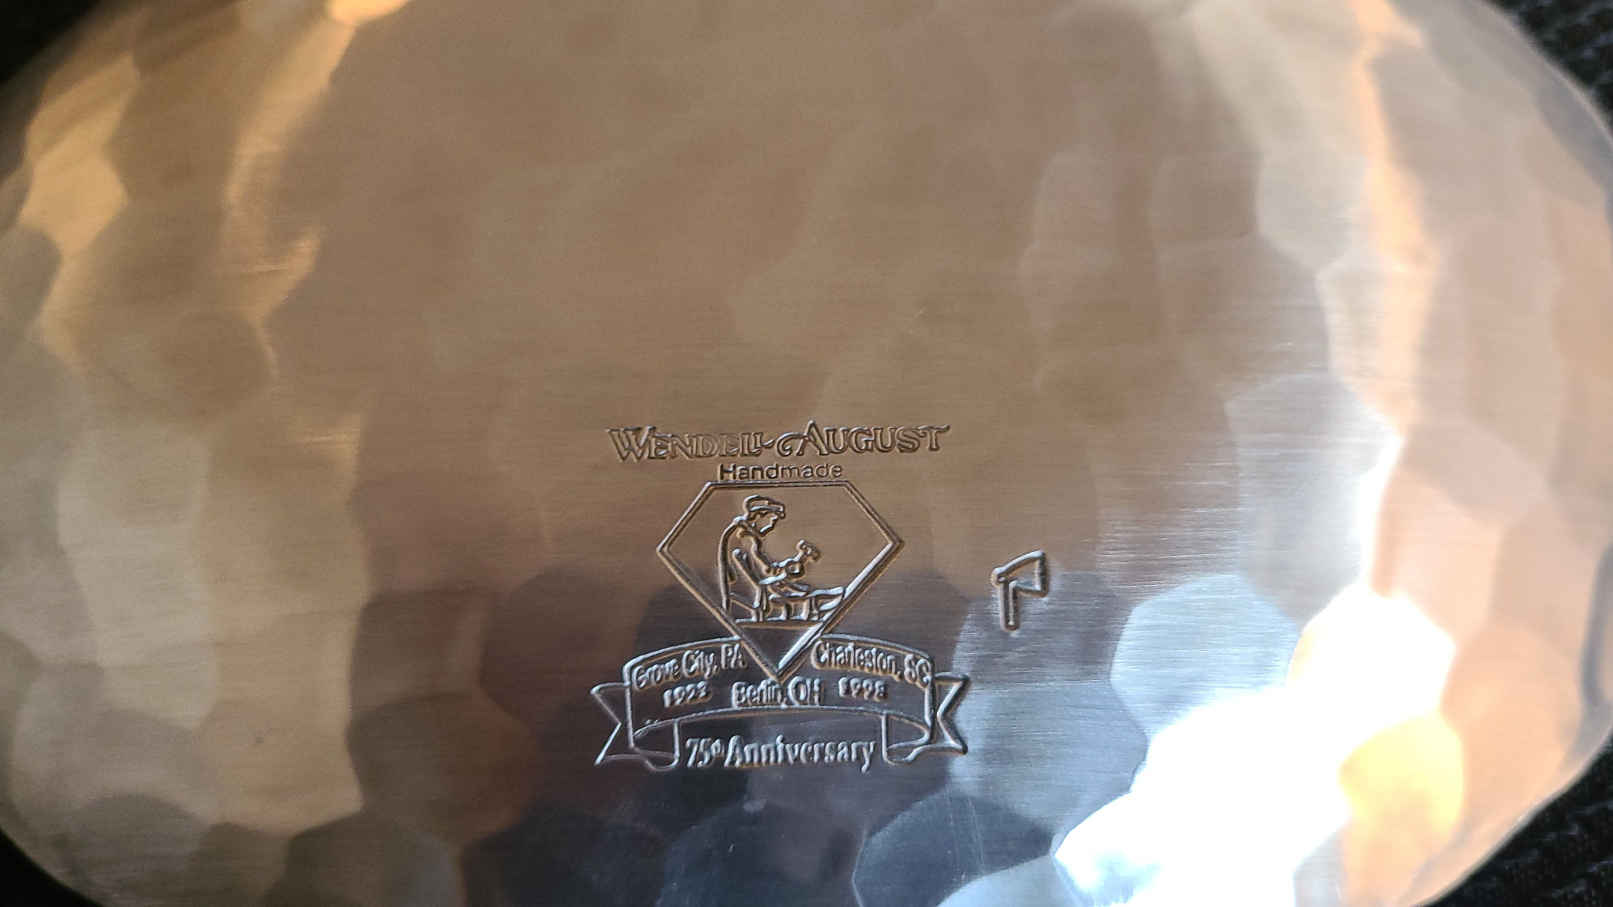 WENDELL AUGUST
Handmade
Grove City, PA Charleston, SC
1923 Berlin, OH 1998
75th Anniversary